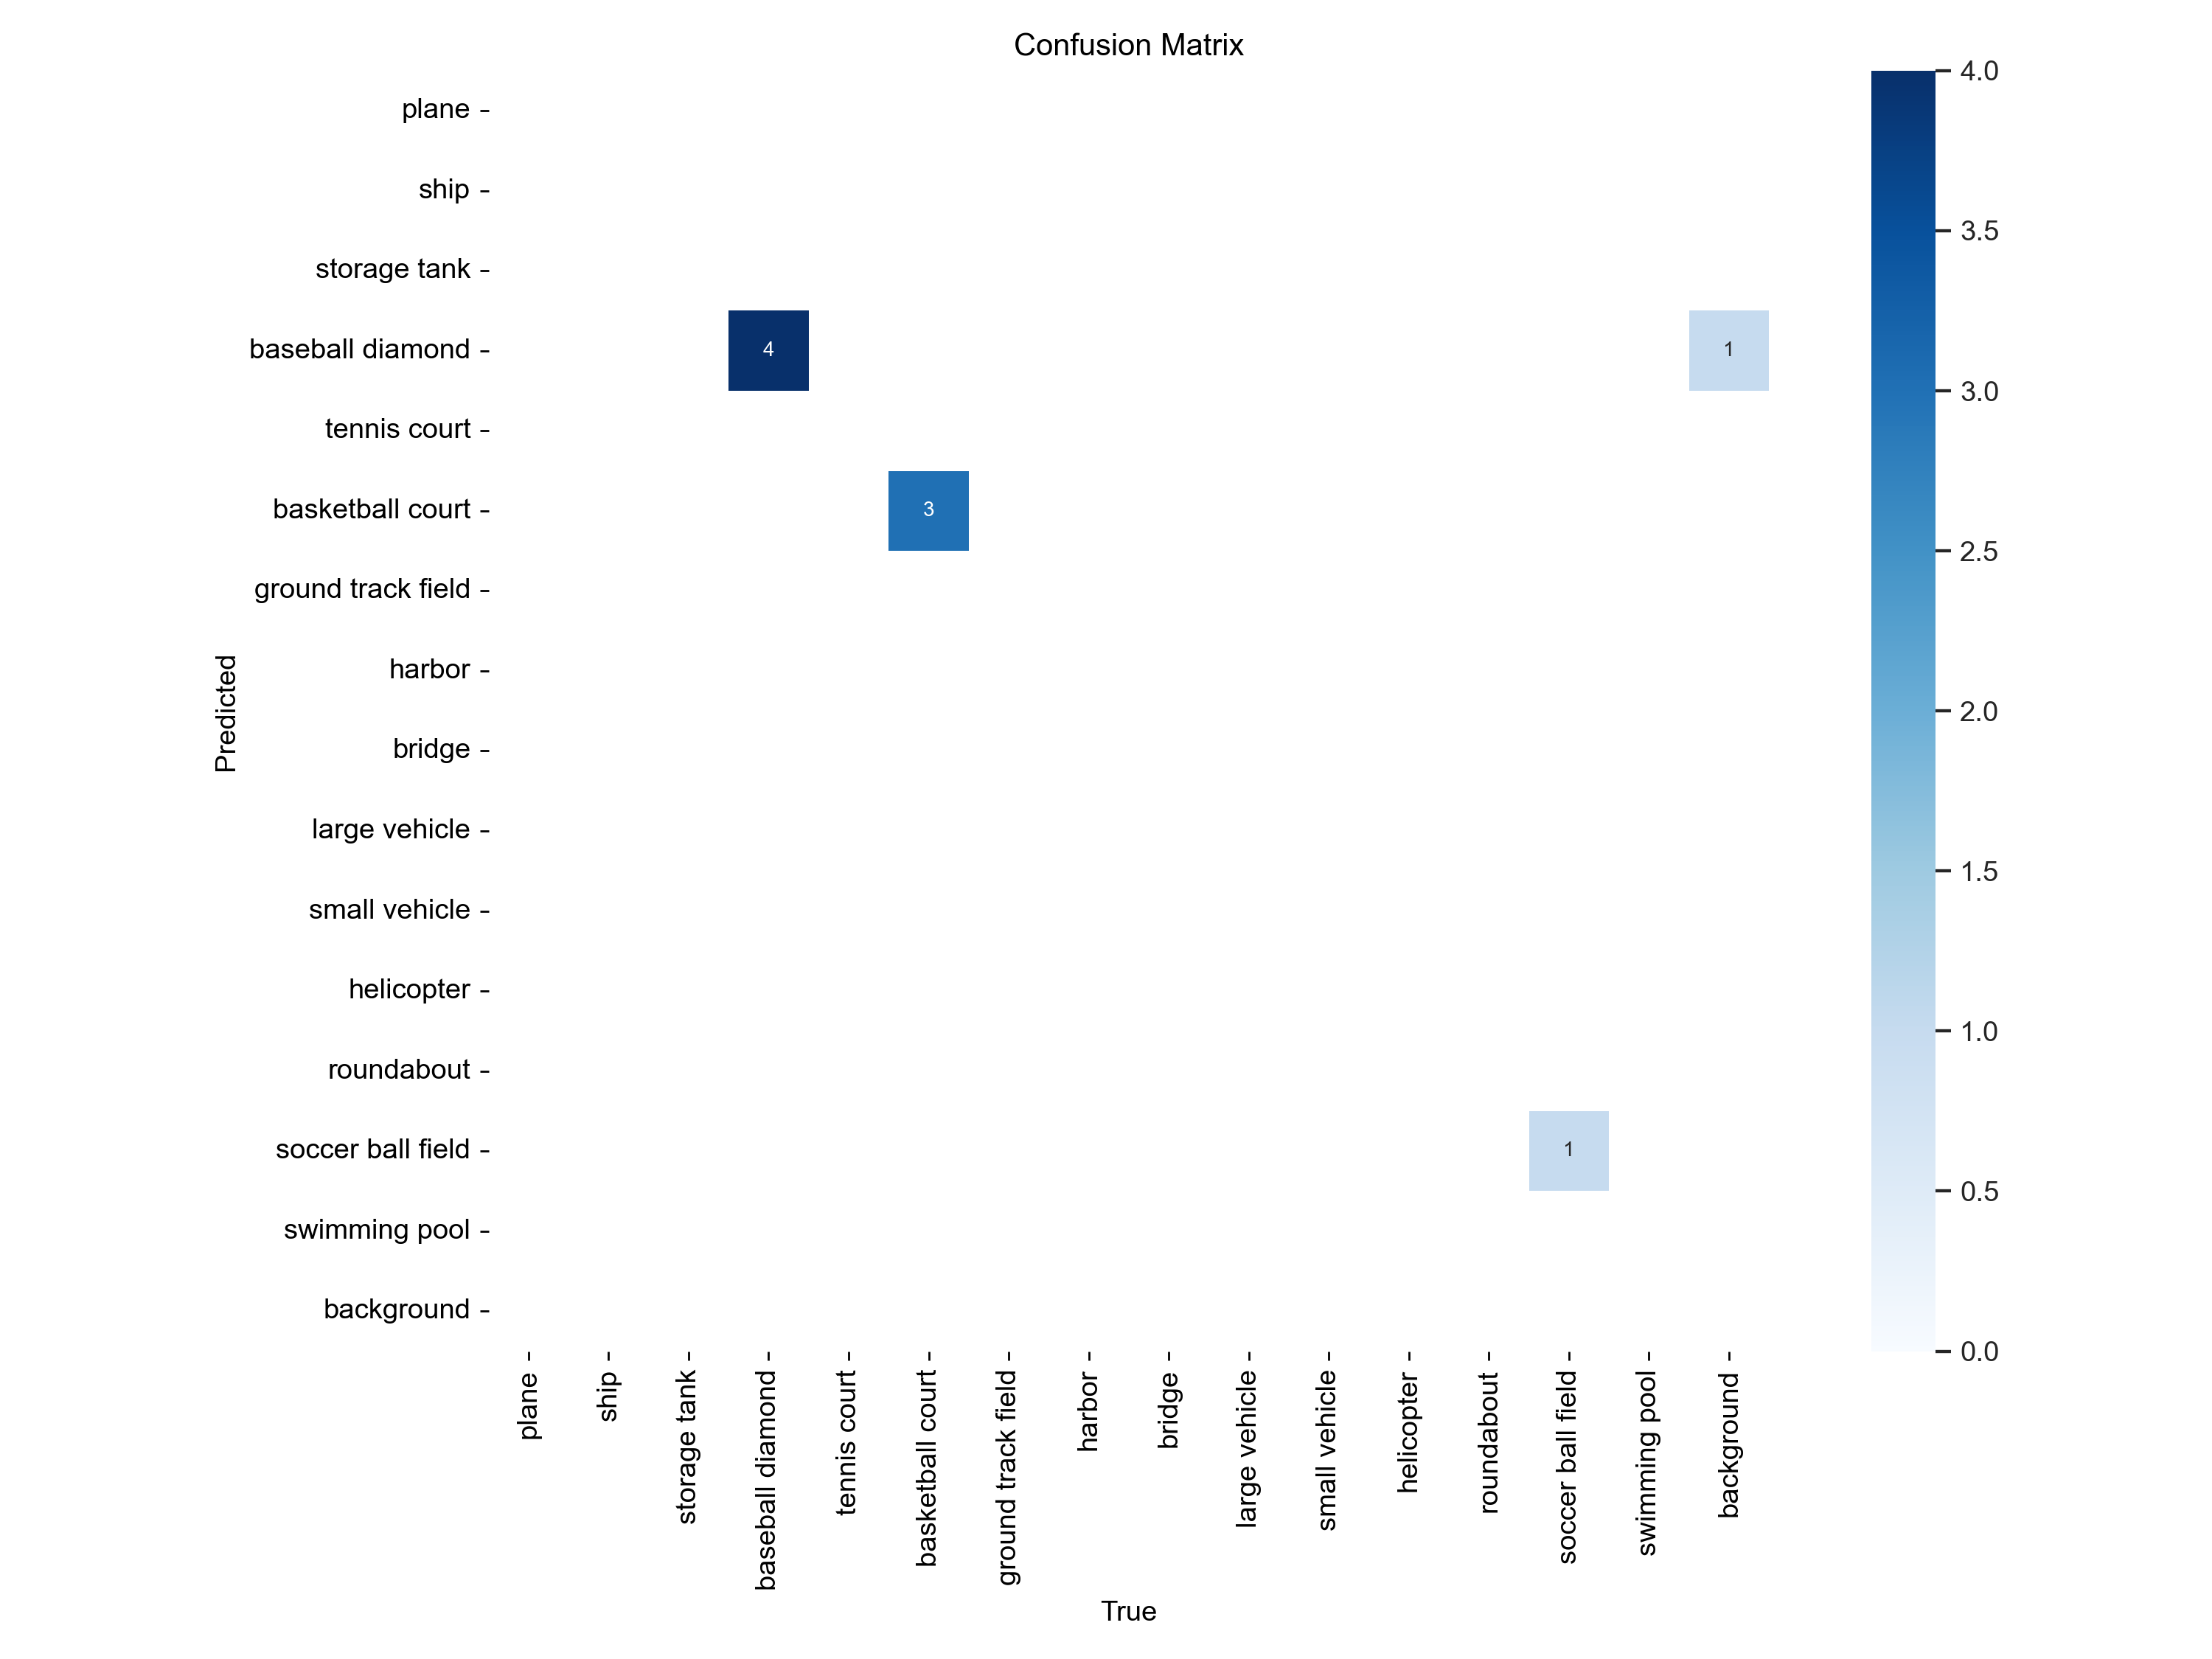 Confusion Matrix
plane
ship
storage tank
baseball diamond
tennis court
basketball court
ground track field
harbor
bridge
large vehicle
small vehicle
helicopter
roundabout
soccer ball field
swimming pool
background
Predicted
4
1
3
1
plane
ship
storage tank
baseball diamond
tennis court
basketball court
ground track field
harbor
bridge
large vehicle
small vehicle
helicopter
roundabout
soccer ball field
swimming pool
background
True
4.0
3.5
3.0
2.5
2.0
1.5
1.0
0.5
0.0